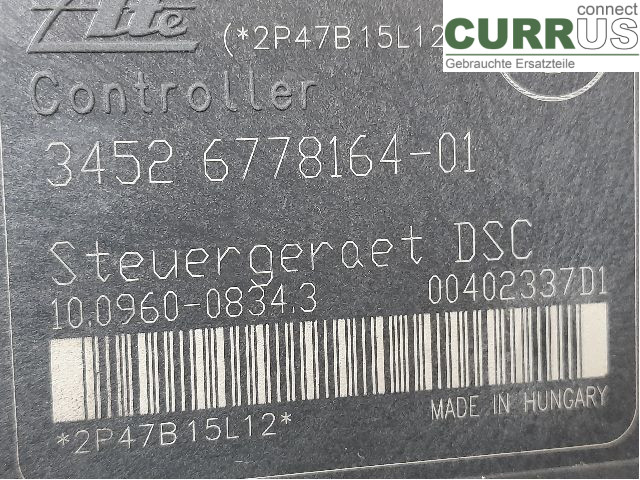 Ate
(*2P47B15L12
connect
CURRUS
Gebrauchte Ersatzteile
Controller
3452 6778164-01
Steuergeraet DSC
10.0960-0834.3 00402337D1
*2P47B15L12*
MADE IN HUNGARY